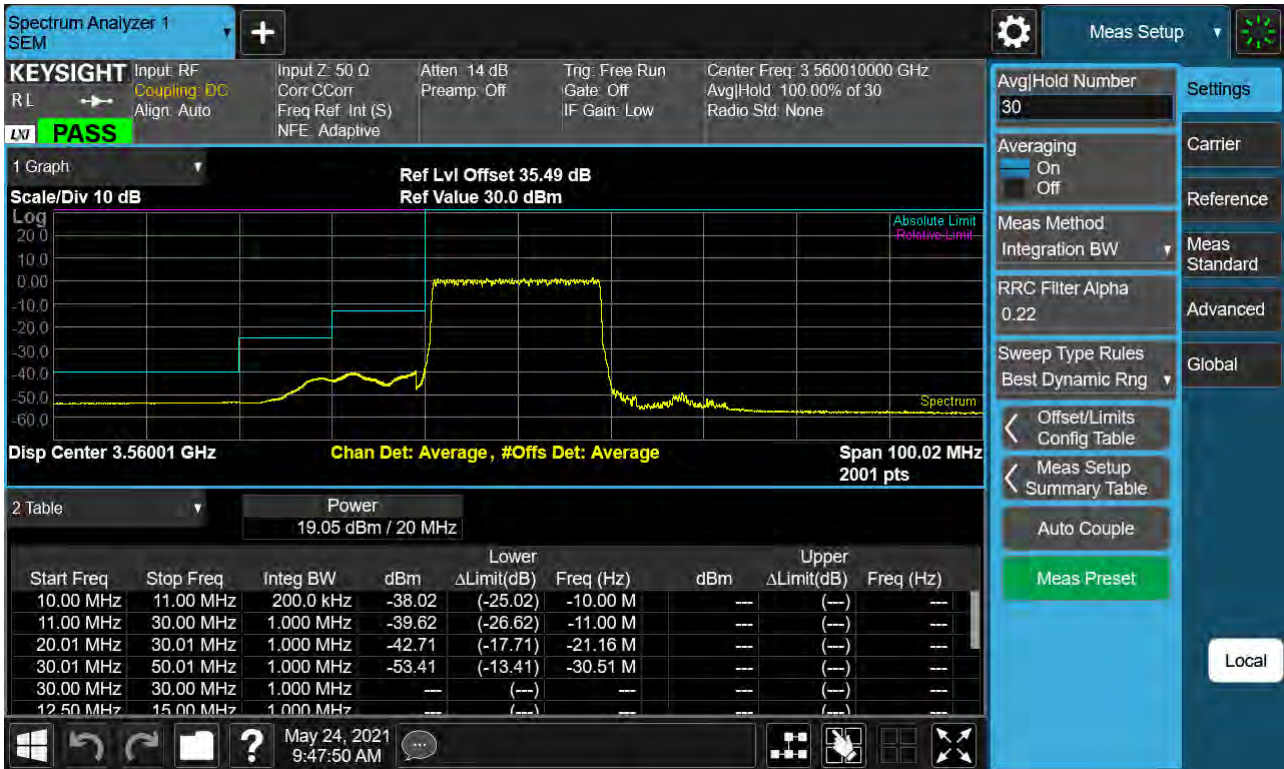 Spectrum Analyzer 1
SEM
Meas Setup
KEYSIGHT
RL
LXI
PASS
Input: RF
Coupling: DC
Align: Auto
Input Z: 50 Ω
Corr CCorr
Freq Ref: Int (S)
NFE: Adaptive
Atten: 14 dB
Preamp: Off
Trig: Free Run
Gate: Off
IF Gain: Low
Center Freq: 3.560010000 GHz
Avg|Hold: 100.00% of 30
Radio Std: None
1 Graph
Scale/Div 10 dB
Ref Lvl Offset 35.49 dB
Ref Value 30.0 dBm
Log
20.0
10.0
0.00
-10.0
-20.0
-30.0
-40.0
-50.0
-60.0
Absolute Limit
Relative Limit
Spectrum
Disp Center 3.56001 GHz
Chan Det: Average, #Offs Det: Average
Span 100.02 MHz
2001 pts
2 Table
Power
19.05 dBm / 20 MHz
Lower Upper
Start Freq Stop Freq Integ BW dBm ΔLimit(dB) Freq (Hz) dBm ΔLimit(dB) Freq (Hz)
10.00 MHz 11.00 MHz 200.0 kHz -38.02 (-25.02) -10.00 M --- (---) ---
11.00 MHz 30.00 MHz 1.000 MHz -39.62 (-26.62) -11.00 M --- (---) ---
20.01 MHz 30.01 MHz 1.000 MHz -42.71 (-17.71) -21.16 M --- (---) ---
30.01 MHz 50.01 MHz 1.000 MHz -53.41 (-13.41) -30.51 M --- (---) ---
30.00 MHz 30.00 MHz 1.000 MHz --- (---) --- --- (---) ---
12.50 MHz 15.00 MHz 1.000 MHz --- (---) --- --- (---) ---
May 24, 2021
9:47:50 AM
Avg|Hold Number
30
Averaging
On
Off
Meas Method
Integration BW
RRC Filter Alpha
0.22
Sweep Type Rules
Best Dynamic Rng
Offset/Limits
Config Table
Meas Setup
Summary Table
Auto Couple
Meas Preset
Settings
Carrier
Reference
Meas
Standard
Advanced
Global
Local